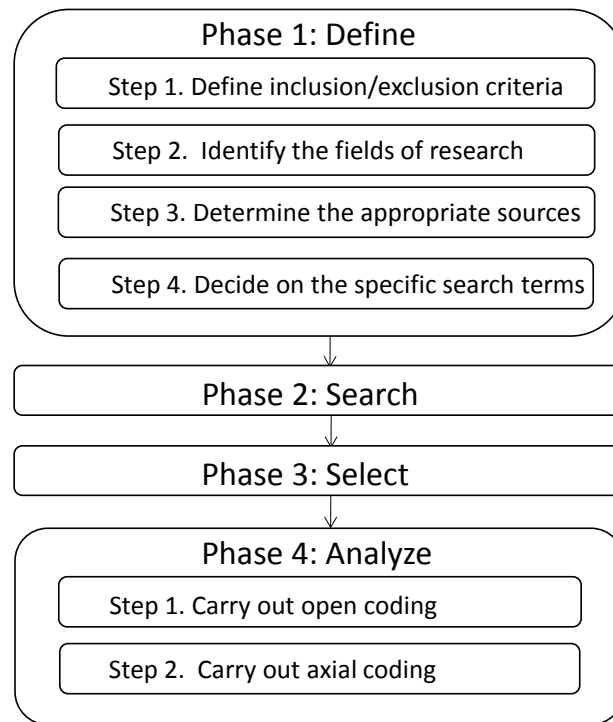 Phase 1: Define
Step 1. Define inclusion/exclusion criteria
Step 2.  Identify the fields of research
Step 3. Determine the appropriate sources
Step 4. Decide on the specific search terms
Phase 2: Search
Phase 3: Select
Phase 4: Analyze
Step 1. Carry out open coding
Step 2.  Carry out axial coding